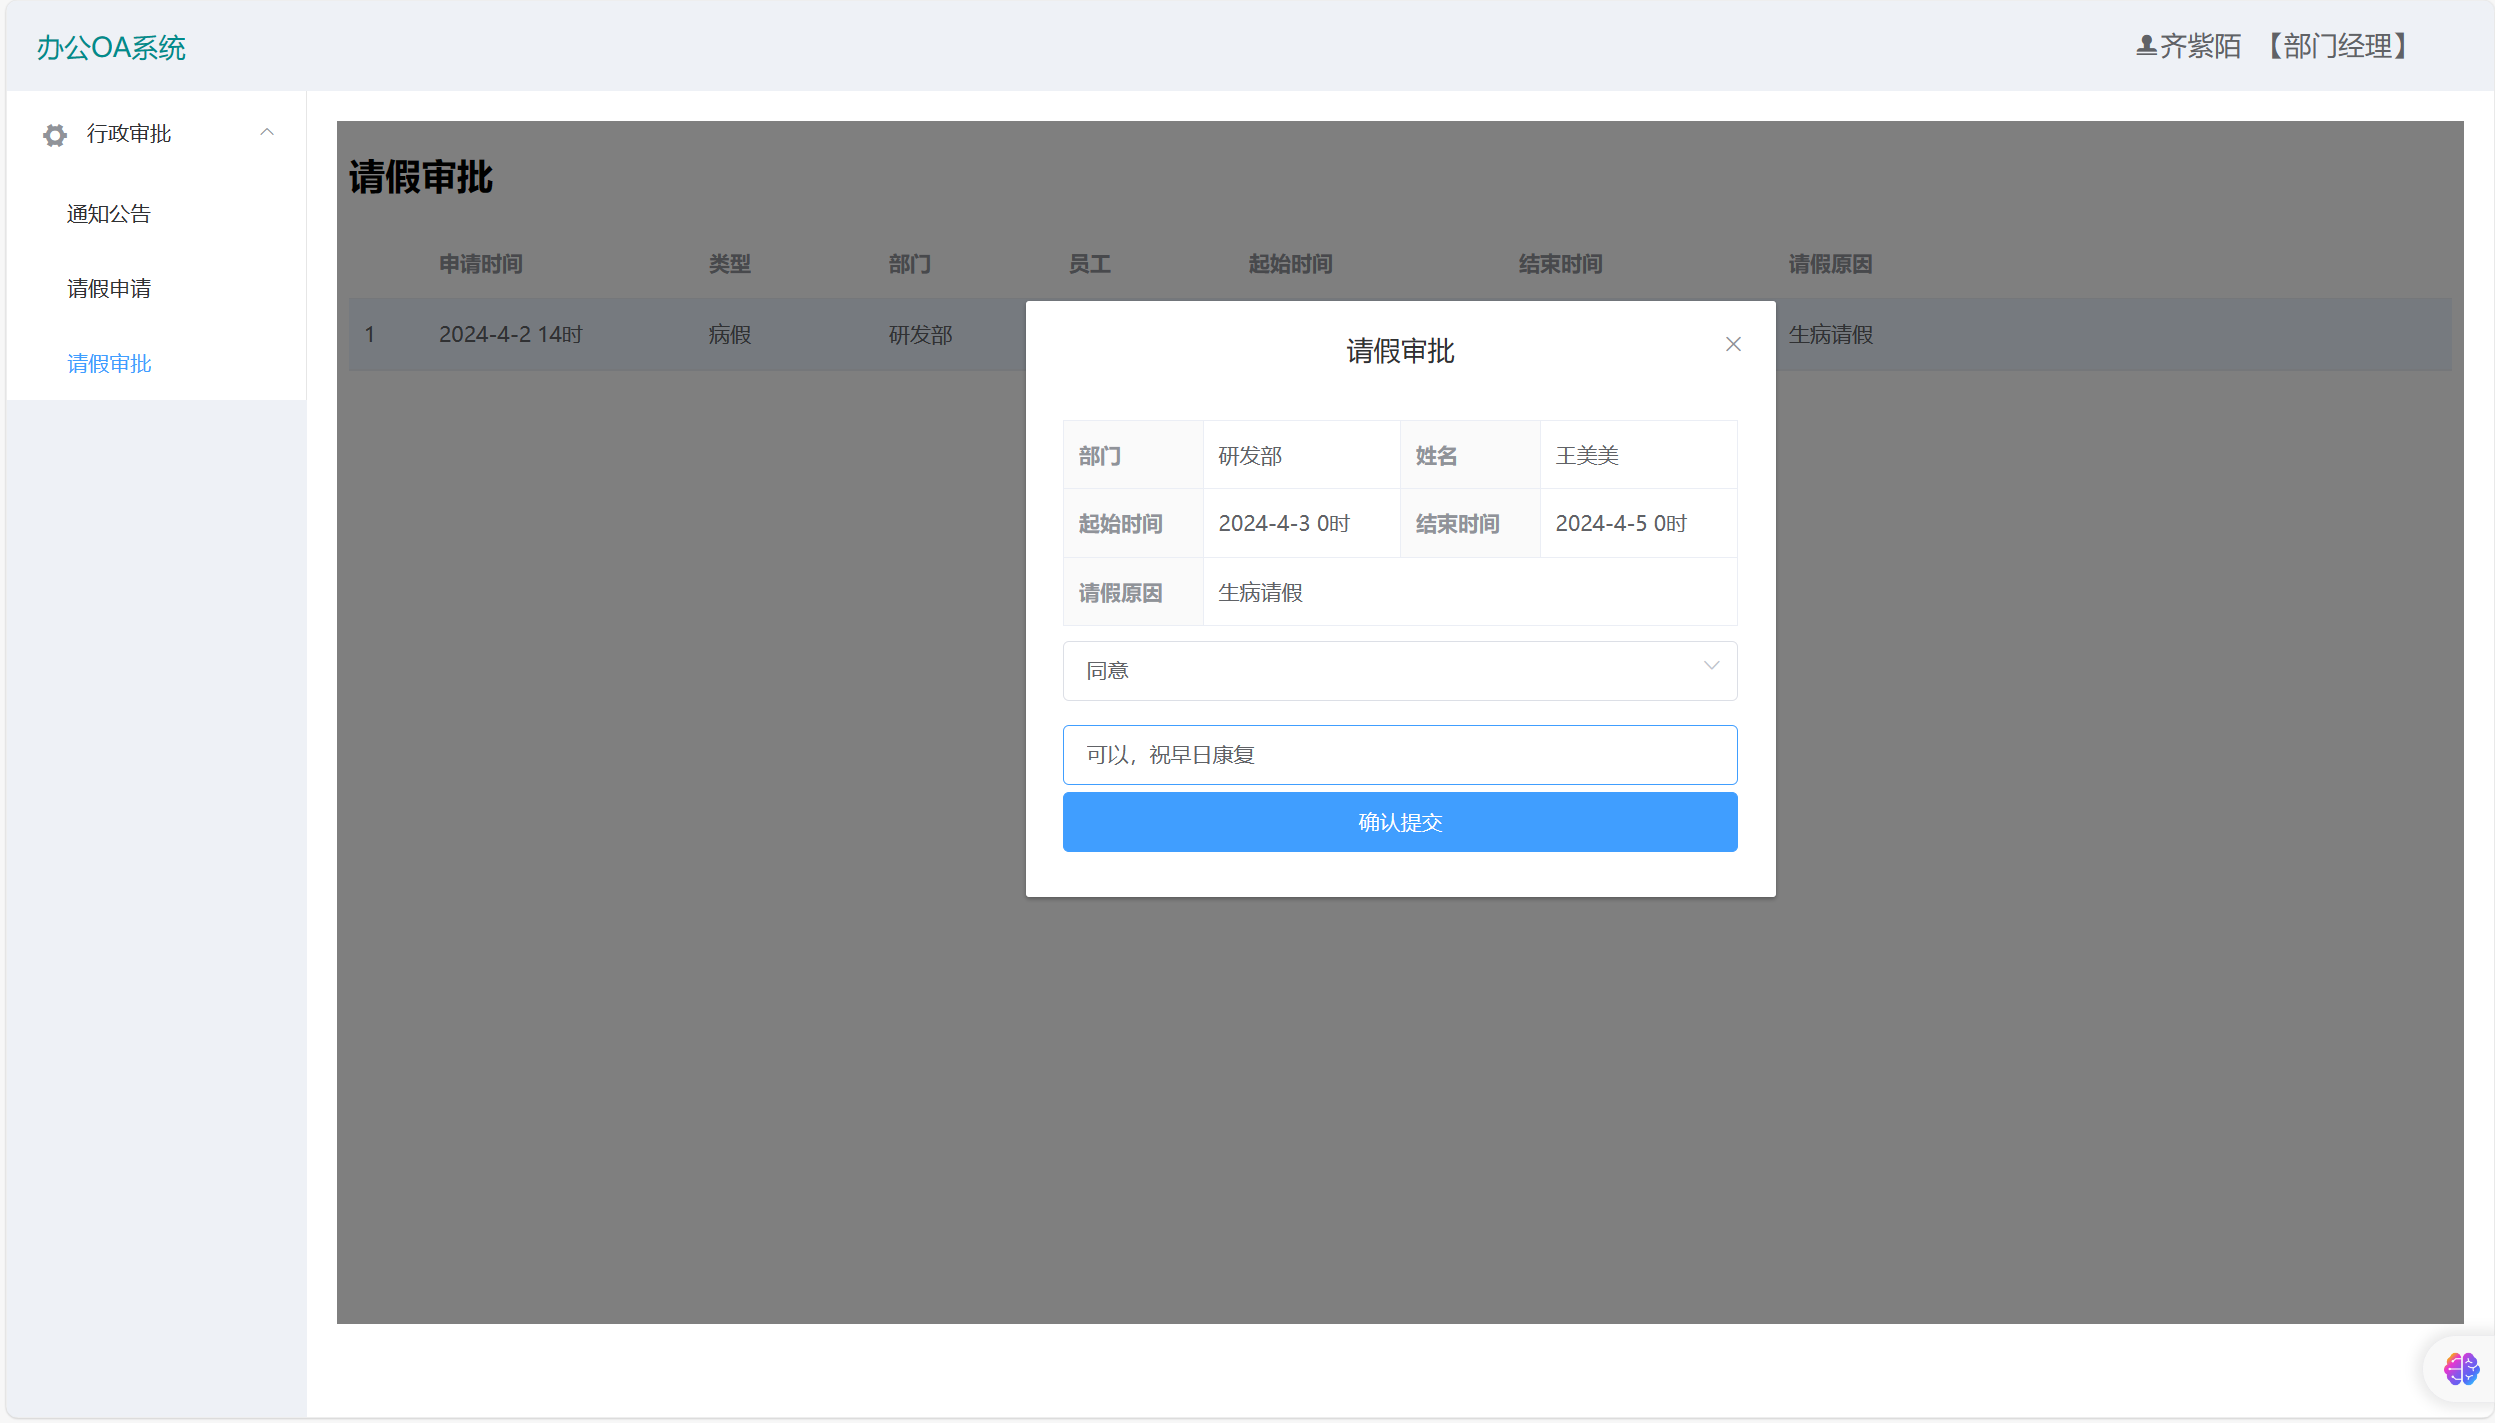 办公OA系统
齐紫陌 【部门经理】
行政审批
通知公告
请假申请
请假审批
请假审批
申请时间 类型 部门 员工 起始时间 结束时间 请假原因
1 2024-4-2 14时 病假 研发部 生病请假
请假审批
部门 研发部 姓名 王美美
起始时间 2024-4-3 0时 结束时间 2024-4-5 0时
请假原因 生病请假
同意
可以，祝早日康复
确认提交